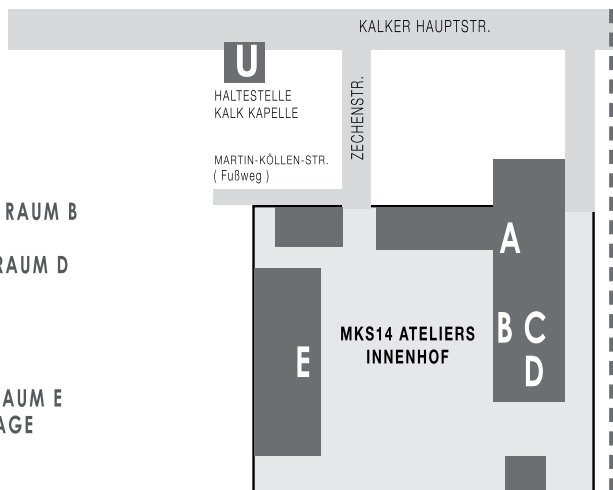 KALKER HAUPTSTR.
U
HALTESTELLE
KALK KAPELLE
ZECHENSTR.
MARTIN-KÖLLEN-STR.
( Fußweg )
RAUM B
RAUM D
A
B C
D
E
MKS14 ATELIERS
INNENHOF
AUM E
AGE